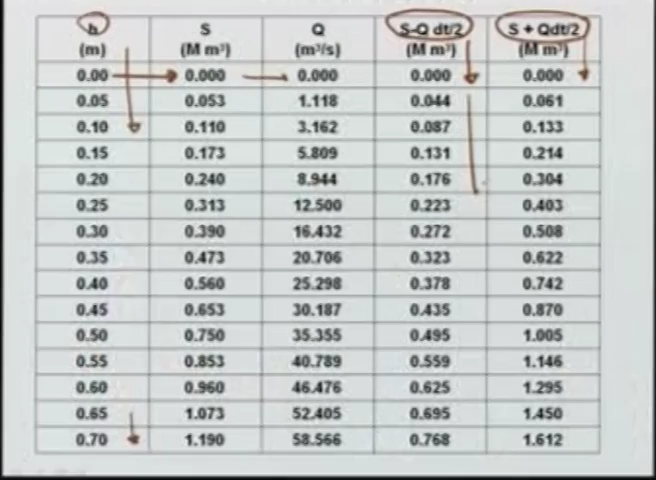 h S Q S-Q dt/2 S + Qdt/2
(m) (M m³) (m³/s) (M m³) (M m³)
0.00 0.000 0.000 0.000 0.000
0.05 0.053 1.118 0.044 0.061
0.10 0.110 3.162 0.087 0.133
0.15 0.173 5.809 0.131 0.214
0.20 0.240 8.944 0.176 0.304
0.25 0.313 12.500 0.223 0.403
0.30 0.390 16.432 0.272 0.508
0.35 0.473 20.706 0.323 0.622
0.40 0.560 25.298 0.378 0.742
0.45 0.653 30.187 0.435 0.870
0.50 0.750 35.355 0.495 1.005
0.55 0.853 40.789 0.559 1.146
0.60 0.960 46.476 0.625 1.295
0.65 1.073 52.405 0.695 1.450
0.70 1.190 58.566 0.768 1.612